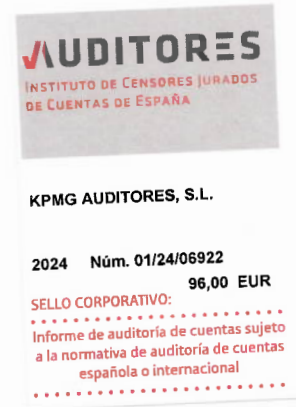 AUDITORES
INSTITUTO DE CENSORES JURADOS
DE CUENTAS DE ESPAÑA
KPMG AUDITORES, S.L.
2024 Núm. 01/24/06922
96,00 EUR
SELLO CORPORATIVO:
Informe de auditoría de cuentas sujeto
a la normativa de auditoría de cuentas
española o internacional